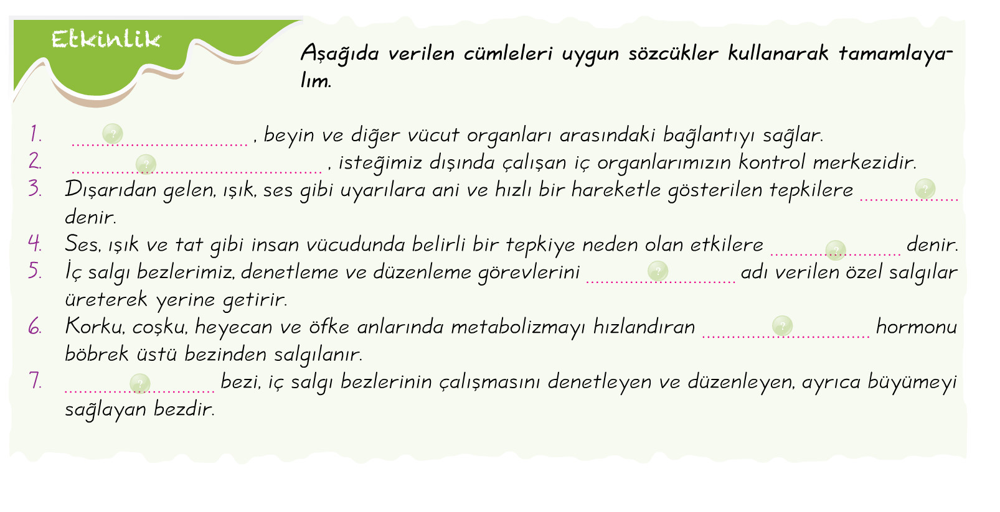 Etkinlik
Aşağıda verilen cümleleri uygun sözcükler kullanarak tamamlaya-
lım.
1. ? , beyin ve diğer vücut organları arasındaki bağlantıyı sağlar.
2. ? , isteğimiz dışında çalışan iç organlarımızın kontrol merkezidir.
3. Dışarıdan gelen, ışık, ses gibi uyarılara ani ve hızlı bir hareketle gösterilen tepkilere ?
denir.
4. Ses, ışık ve tat gibi insan vücudunda belirli bir tepkiye neden olan etkilere ? denir.
5. İç salgı bezlerimiz, denetleme ve düzenleme görevlerini ? adı verilen özel salgılar
üreterek yerine getirir.
6. Korku, coşku, heyecan ve öfke anlarında metabolizmayı hızlandıran ? hormonu
böbrek üstü bezinden salgılanır.
7. ? bezi, iç salgı bezlerinin çalışmasını denetleyen ve düzenleyen, ayrıca büyümeyi
sağlayan bezdir.